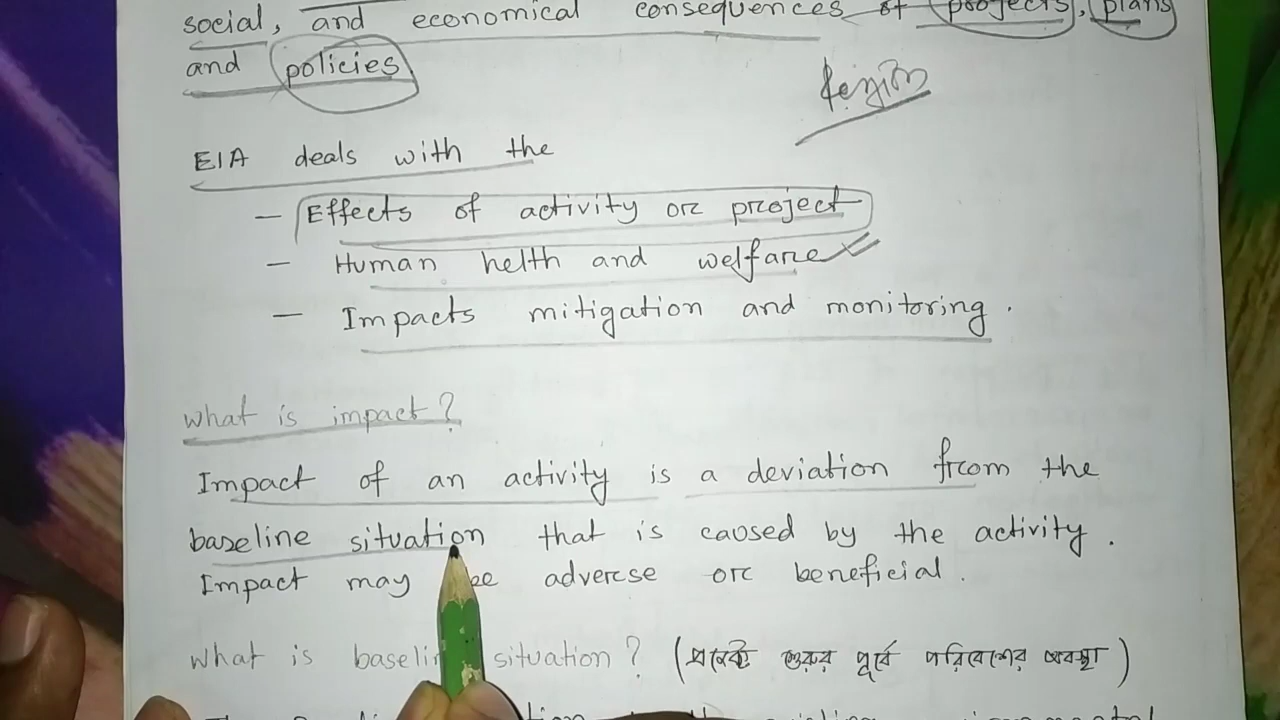 social, and economical consequences of projects, plans
and policies
EIA deals with the
— Effects of activity or project
— Human helth and welfare
— Impacts mitigation and monitoring.
What is impact?
Impact of an activity is a deviation from the
baseline situation that is caused by the activity.
Impact may be adverse or beneficial.
What is baseline situation? (প্রকল্প শুরুর পূর্বে পরিবেশের অবস্থা)